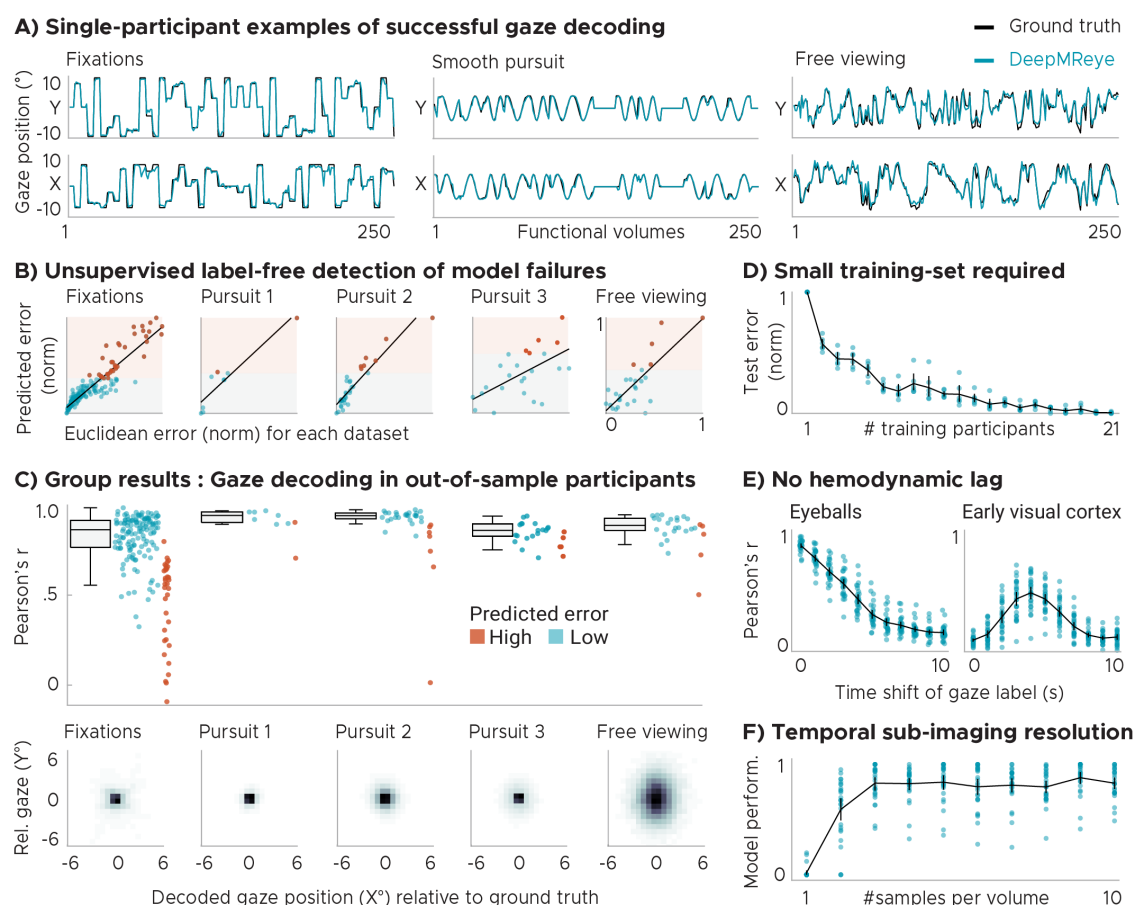 A) Single-participant examples of successful gaze decoding
Ground truth
DeepMReye
Fixations
Smooth pursuit
Free viewing
Gaze position (°)
10
Y
-10
10
X
-10
Y
X
Y
X
1
250
1
Functional volumes
250
1
250
B) Unsupervised label-free detection of model failures
Fixations
Pursuit 1
Pursuit 2
Pursuit 3
Free viewing
Predicted error
(norm)
1
0
1
Euclidean error (norm) for each dataset
D) Small training-set required
Test error
(norm)
1
0
1
# training participants
21
C) Group results : Gaze decoding in out-of-sample participants
Pearson's r
1.0
.5
0
Predicted error
High
Low
E) No hemodynamic lag
Eyeballs
Early visual cortex
Pearson's r
1
0
1
0
10
0
10
Time shift of gaze label (s)
Fixations
Pursuit 1
Pursuit 2
Pursuit 3
Free viewing
Rel. gaze (Y°)
6
0
-6
-6
0
6
-6
0
6
-6
0
6
-6
0
6
-6
0
6
Decoded gaze position (X°) relative to ground truth
F) Temporal sub-imaging resolution
Model perform.
1
0
1
#samples per volume
10